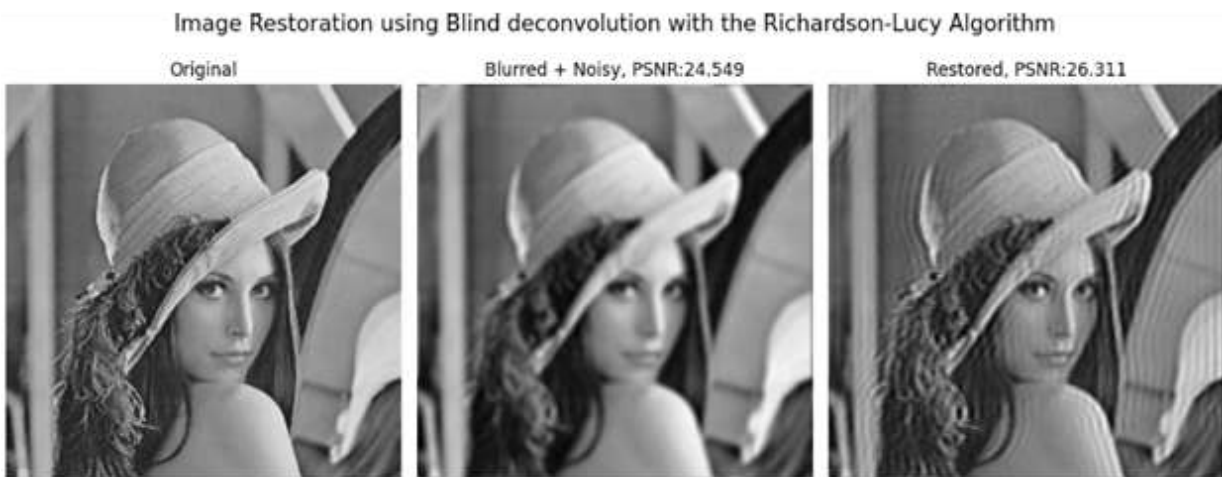 Image Restoration using Blind deconvolution with the Richardson-Lucy Algorithm
Original
Blurred + Noisy, PSNR:24.549
Restored, PSNR:26.311